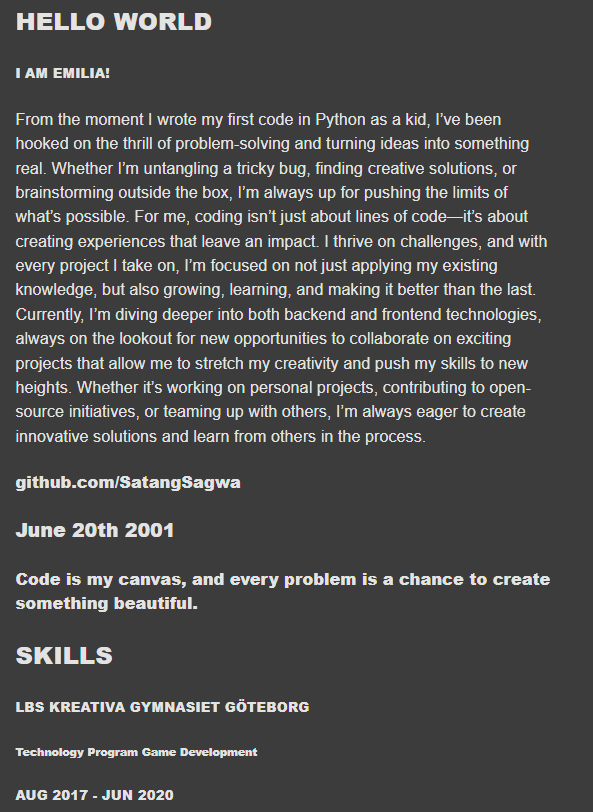 HELLO WORLD
I AM EMILIA!
From the moment I wrote my first code in Python as a kid, I’ve been
hooked on the thrill of problem-solving and turning ideas into something
real. Whether I’m untangling a tricky bug, finding creative solutions, or
brainstorming outside the box, I’m always up for pushing the limits of
what’s possible. For me, coding isn’t just about lines of code—it’s about
creating experiences that leave an impact. I thrive on challenges, and with
every project I take on, I’m focused on not just applying my existing
knowledge, but also growing, learning, and making it better than the last.
Currently, I’m diving deeper into both backend and frontend technologies,
always on the lookout for new opportunities to collaborate on exciting
projects that allow me to stretch my creativity and push my skills to new
heights. Whether it’s working on personal projects, contributing to open-
source initiatives, or teaming up with others, I’m always eager to create
innovative solutions and learn from others in the process.
github.com/SatangSagwa
June 20th 2001
Code is my canvas, and every problem is a chance to create
something beautiful.
SKILLS
LBS KREATIVA GYMNASIET GÖTEBORG
Technology Program Game Development
AUG 2017 - JUN 2020